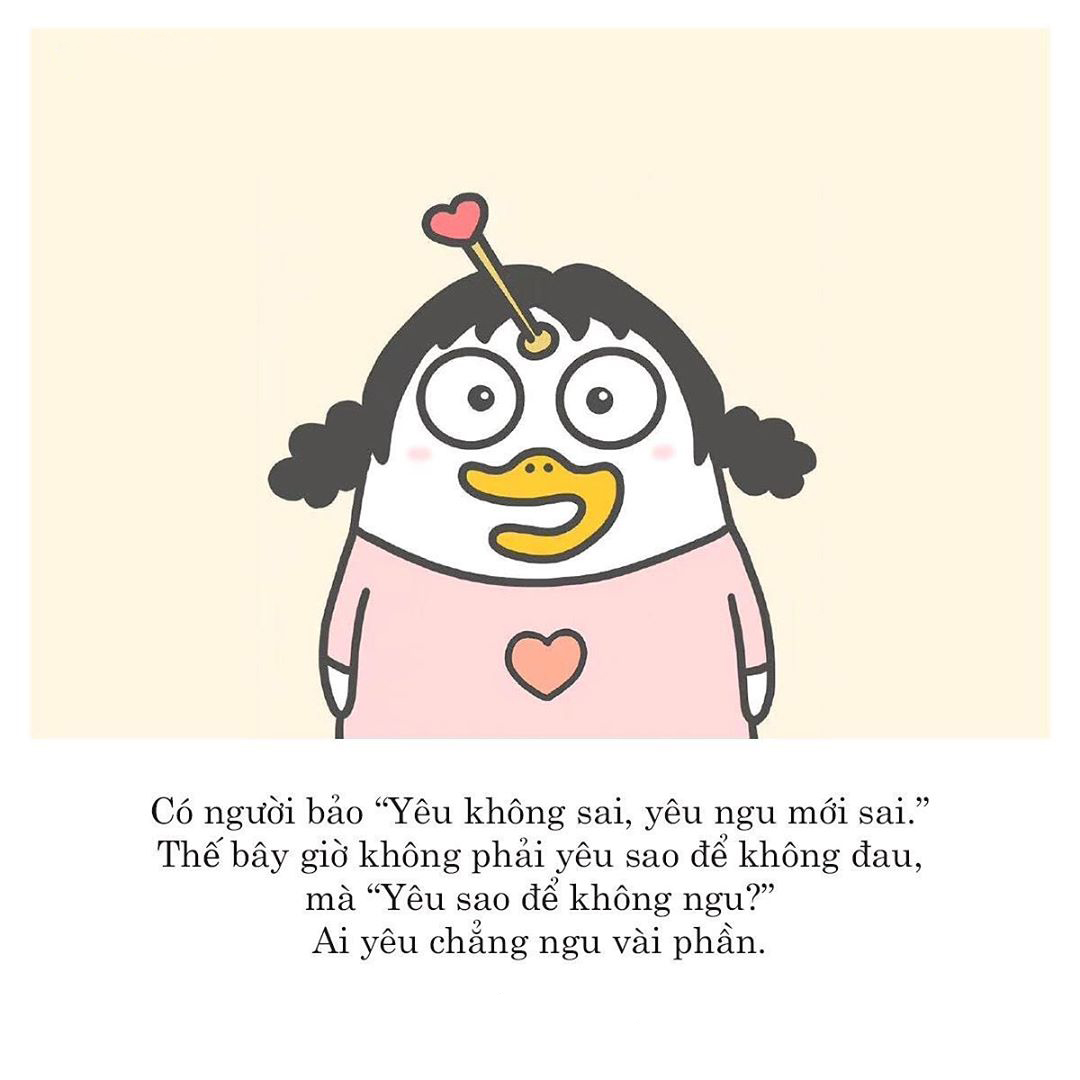 Có người bảo “Yêu không sai, yêu ngu mới sai.”
Thế bây giờ không phải yêu sao để không đau,
mà “Yêu sao để không ngu?”
Ai yêu chẳng ngu vài phần.